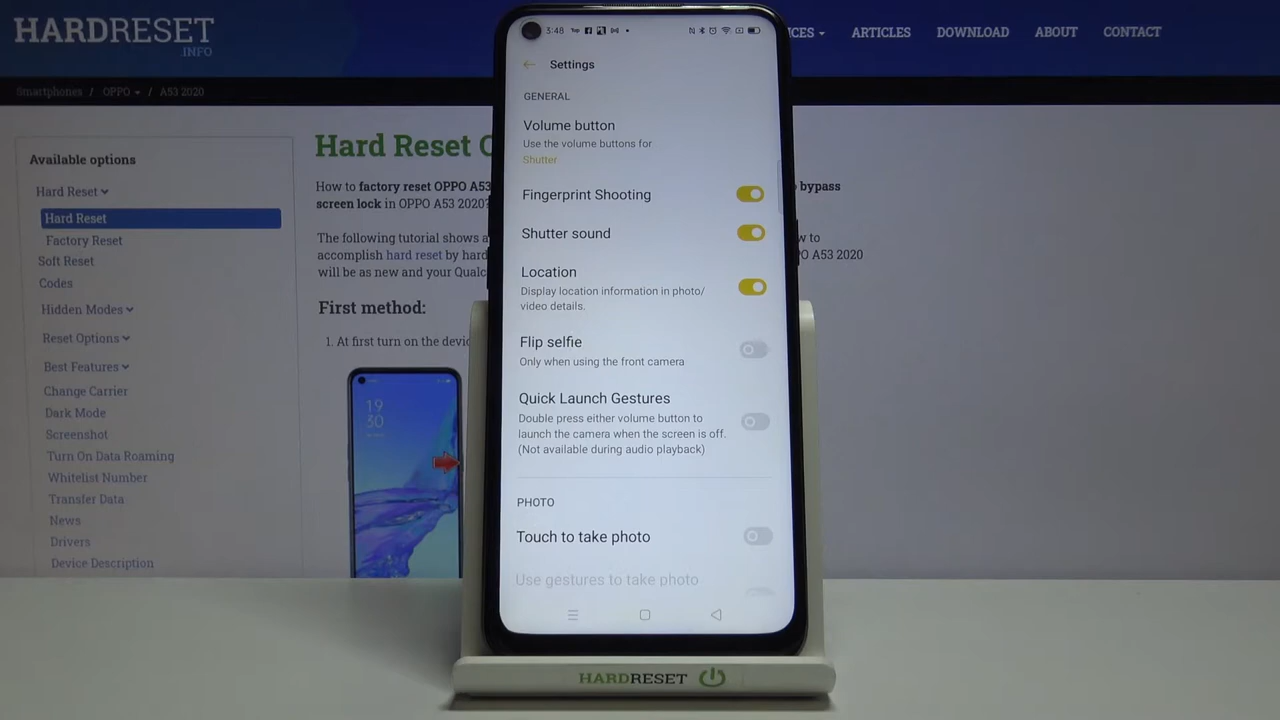 HARDRESET
.INFO
ARTICLES
DOWNLOAD
ABOUT
CONTACT
Smartphones / OPPO / A53 2020
Available options
Hard Reset
Hard Reset
Factory Reset
Soft Reset
Codes
Hidden Modes
Reset Options
Best Features
Change Carrier
Dark Mode
Screenshot
Turn On Data Roaming
Whitelist Number
Transfer Data
News
Drivers
Device Description
Hard Reset
How to factory reset OPPO A53
bypass
screen lock in OPPO A53 2020?
The following tutorial shows
accomplish hard reset by
A53 2020
will be as new and your
First method:
1. At first turn on the
19
30
3:48
Settings
GENERAL
Volume button
Use the volume buttons for
Shutter
Fingerprint Shooting
Shutter sound
Location
Display location information in photo/
video details.
Flip selfie
Only when using the front camera
Quick Launch Gestures
Double press either volume button to
launch the camera when the screen is off.
(Not available during audio playback)
PHOTO
Touch to take photo
Use gestures to take photo
HARDRESET